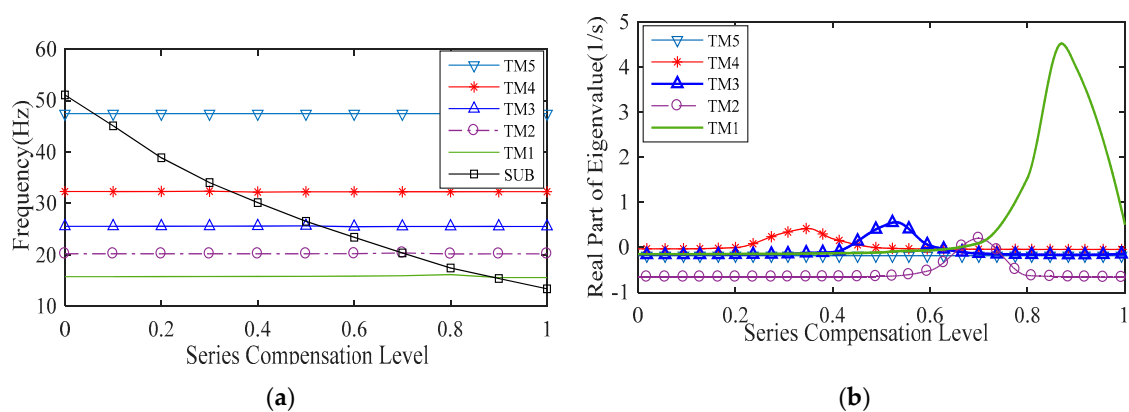 60
50
40
30
20
10
Frequency(Hz)
TM5
TM4
TM3
TM2
TM1
SUB
0 0.2 0.4 0.6 0.8 1
Series Compensation Level
(a)
5
4
3
2
1
0
-1
Real Part of Eigenvalue(1/s)
TM5
TM4
TM3
TM2
TM1
0 0.2 0.4 0.6 0.8 1
Series Compensation Level
(b)